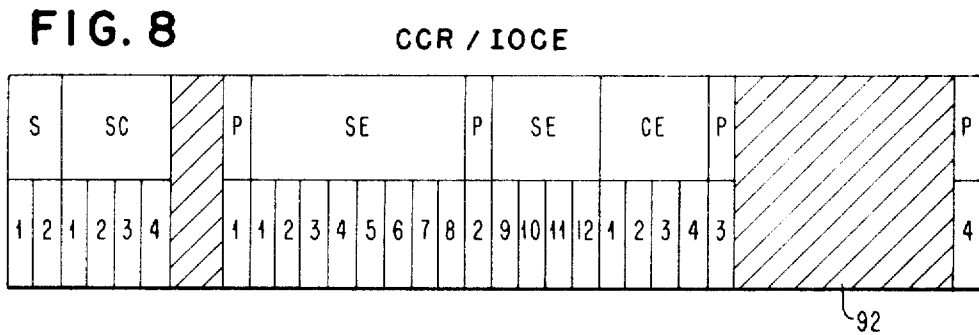 FIG. 8
CCR / IOCE
S SC P SE P SE CE P P
1 2 1 2 3 4 1 1 2 3 4 5 6 7 8 2 9 10 11 12 1 2 3 4 3 4
92